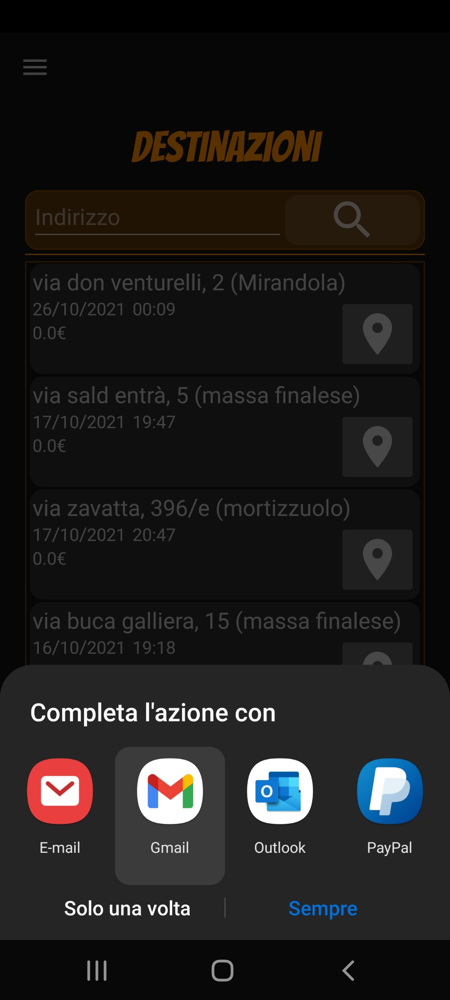 DESTINAZIONI
Indirizzo
via don venturelli, 2 (Mirandola)
26/10/2021 00:09
0.0€
via sald entrà, 5 (massa finalese)
17/10/2021 19:47
0.0€
via zavatta, 396/e (mortizzuolo)
17/10/2021 20:47
0.0€
via buca galliera, 15 (massa finalese)
16/10/2021 19:18
Completa l'azione con
E-mail Gmail Outlook PayPal
Solo una volta Sempre